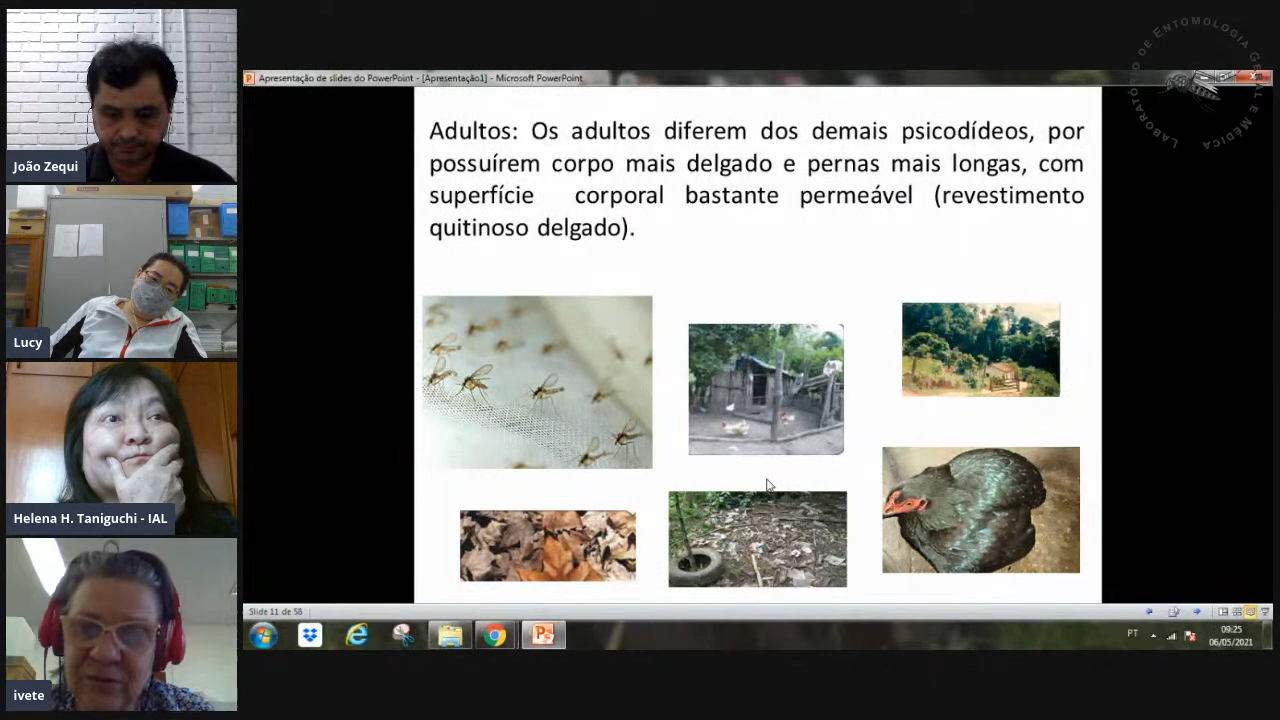 João Zequi
Lucy
Helena H. Taniguchi - IAL
ivete
Apresentação de slides do PowerPoint - [Apresentação1] - Microsoft PowerPoint
LABORATÓRIO DE ENTOMOLOGIA GERAL E MÉDICA
Adultos: Os adultos diferem dos demais psicodídeos, por
possuírem corpo mais delgado e pernas mais longas, com
superfície corporal bastante permeável (revestimento
quitinoso delgado).
Slide 11 de 58
PT
09:25
06/05/2021